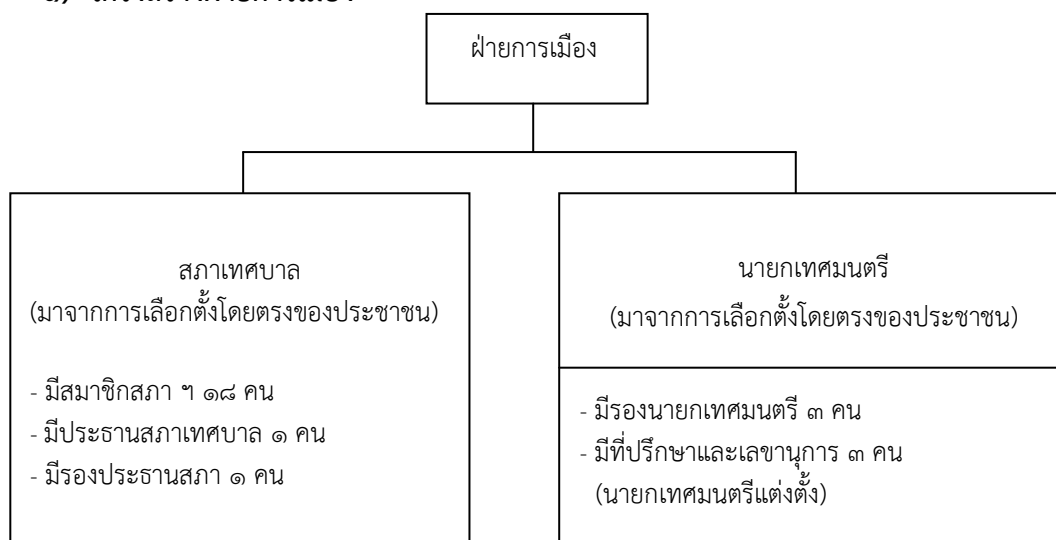 ฝ่ายการเมือง
สภาเทศบาล
(มาจากการเลือกตั้งโดยตรงของประชาชน)
- มีสมาชิกสภา ฯ ๑๘ คน
- มีประธานสภาเทศบาล ๑ คน
- มีรองประธานสภา ๑ คน
นายกเทศมนตรี
(มาจากการเลือกตั้งโดยตรงของประชาชน)
- มีรองนายกเทศมนตรี ๓ คน
- มีที่ปรึกษาและเลขานุการ ๓ คน
(นายกเทศมนตรีแต่งตั้ง)